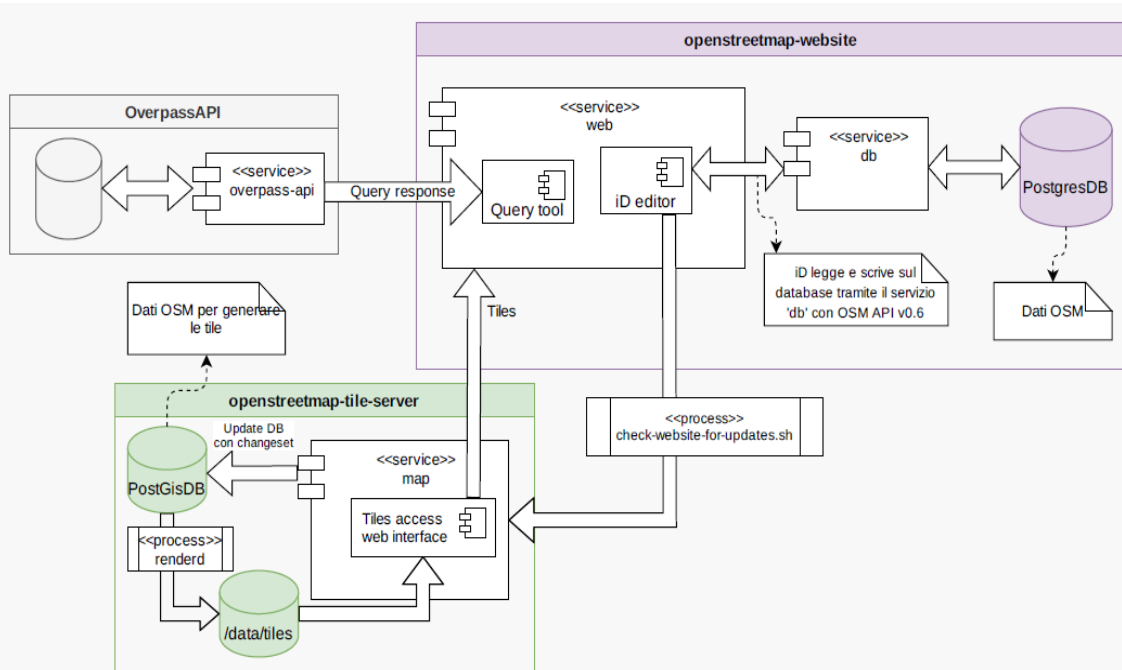 openstreetmap-website
OverpassAPI
<<service>>
overpass-api
Query response
<<service>>
web
Query tool
iD editor
<<service>>
db
PostgresDB
iD legge e scrive sul
database tramite il servizio
'db' con OSM API v0.6
Dati OSM
Dati OSM per generare
le tile
Tiles
openstreetmap-tile-server
Update DB
con changeset
PostGisDB
<<service>>
map
Tiles access
web interface
<<process>>
renderd
/data/tiles
<<process>>
check-website-for-updates.sh